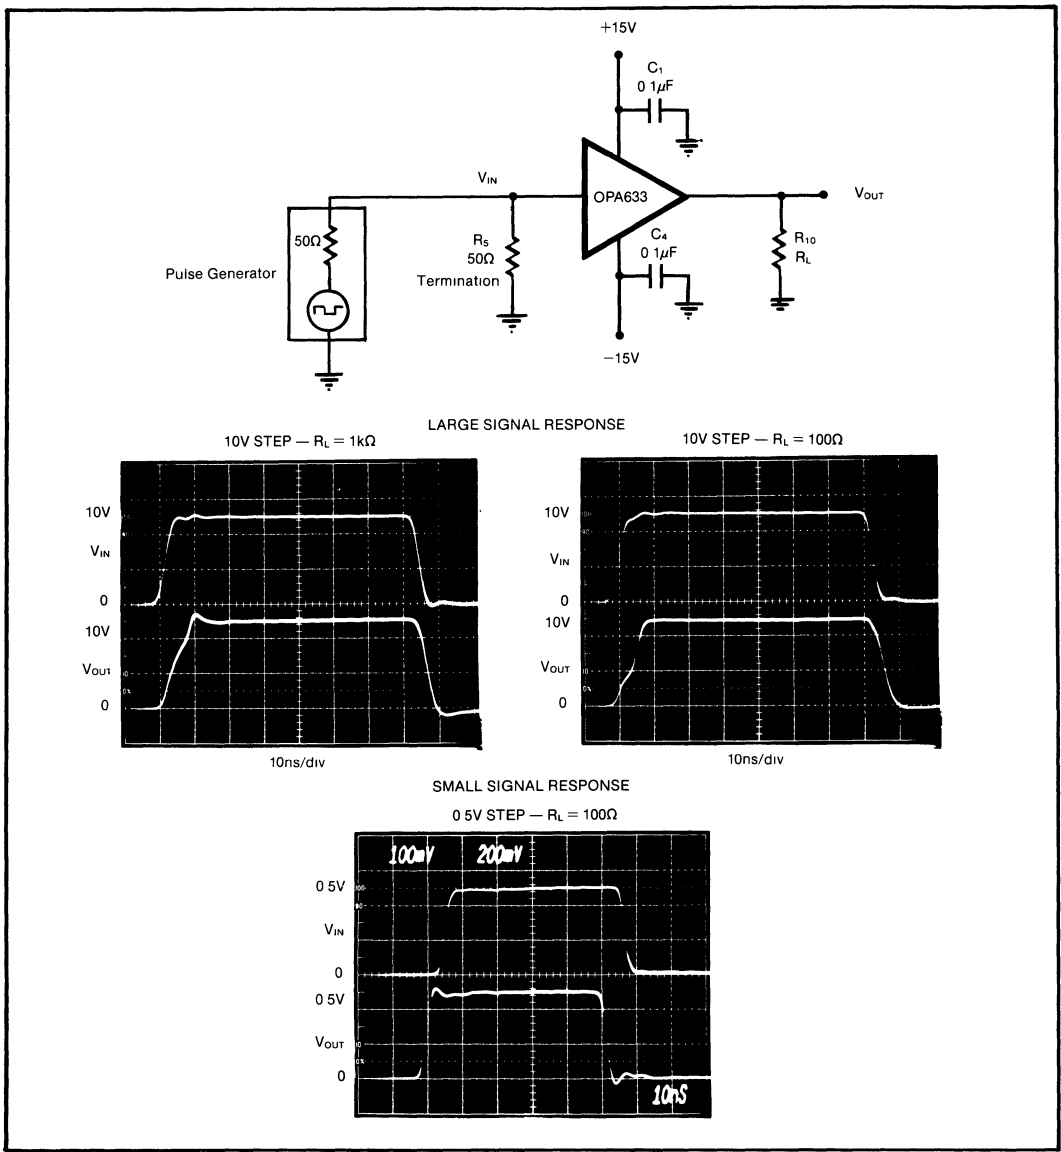 +15V
C₁
0 1µF
V_IN
OPA633
V_OUT
50Ω
R₅
50Ω
Termination
C₄
0 1µF
R₁₀
R_L
Pulse Generator
−15V
LARGE SIGNAL RESPONSE
10V STEP — R_L = 1kΩ
10V
V_IN
0
10V
V_OUT
0
10ns/div
10V STEP — R_L = 100Ω
10V
V_IN
0
10V
V_OUT
0
10ns/div
SMALL SIGNAL RESPONSE
0 5V STEP — R_L = 100Ω
100mV 200mV
0 5V
V_IN
0
0 5V
V_OUT
0
10nS